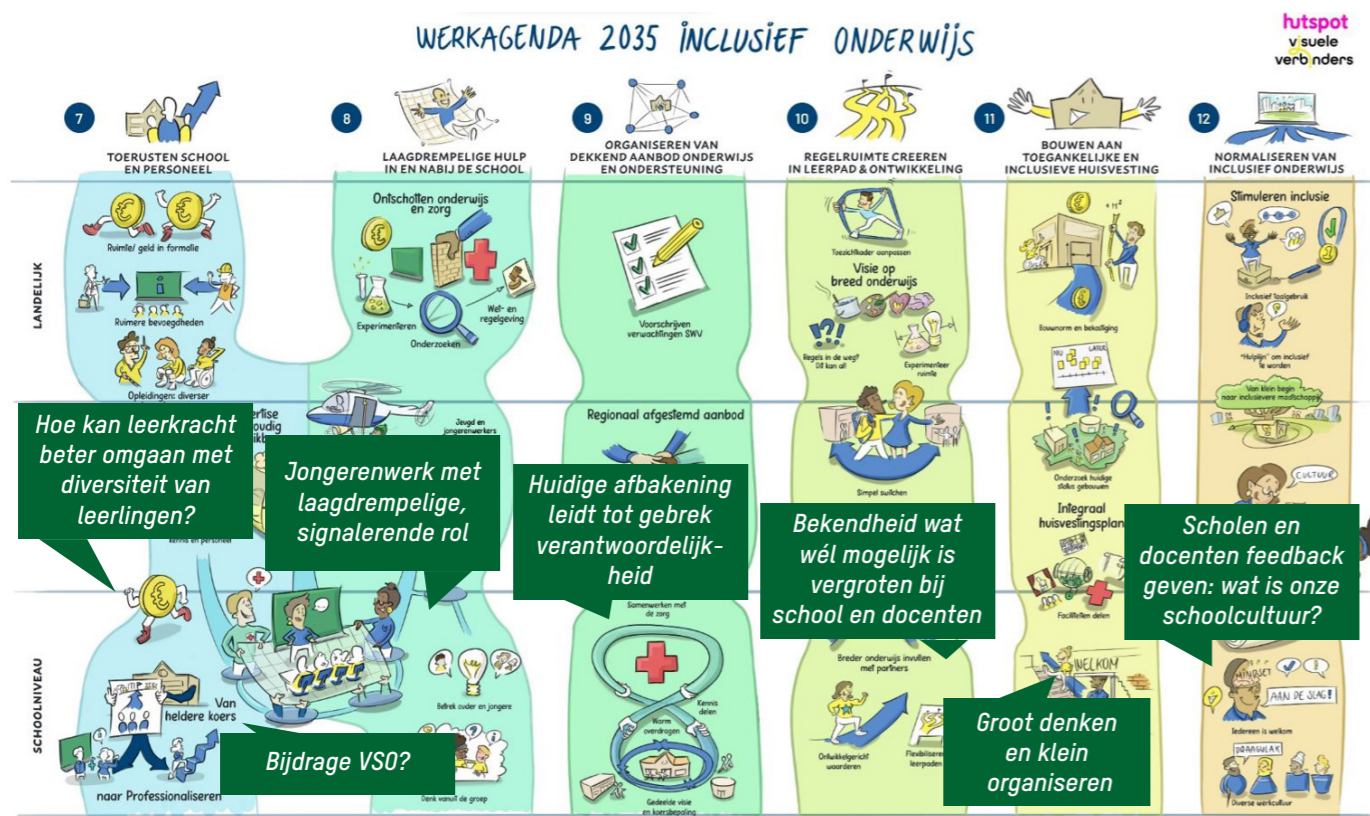 WERKAGENDA 2035 INCLUSIEF ONDERWIJS
hutspot
visuele
verbinders
7
TOERUSTEN SCHOOL
EN PERSONEEL
8
LAAGDREMPELIGE HULP
IN EN NABIJ DE SCHOOL
9
ORGANISEREN VAN
DEKKEND AANBOD ONDERWIJS
EN ONDERSTEUNING
10
REGELRUIMTE CREEREN
IN LEERPAD & ONTWIKKELING
11
BOUWEN AAN
TOEGANKELIJKE EN
INCLUSIEVE HUISVESTING
12
NORMALISEREN VAN
INCLUSIEF ONDERWIJS
LANDELIJK
Ruimte/ geld in formatie
Ruimere bevoegdheden
Opleidingen: diverser
Ontschotten onderwijs
en zorg
Experimenteren
Onderzoeken
Wet- en
regelgeving
Voorschrijven
verwachtingen SWV
Toezichtkader aanpassen
Visie op
breed onderwijs
Regels in de weg?
Dit kan al!
Experimenteer
ruimte
+ M²
Bouwnorm en bekostiging
NU
LATER
Stimuleren inclusie
1
Inclusief taalgebruik
"Hulplijn" om inclusief
te worden
Van klein begin
naar inclusievere maatschappij
Hoe kan leerkracht
beter omgaan met
diversiteit van
leerlingen?
kennis en personeel
Jeugd en
jongerenwerkers
Jongerenwerk met
laagdrempelige,
signalerende rol
Regionaal afgestemd aanbod
Huidige afbakening
leidt tot gebrek
verantwoordelijk-
heid
Simpel switchen
Bekendheid wat
wél mogelijk is
vergroten bij
school en docenten
Onderzoek huidige
status gebouwen
Integraal
huisvestingsplan
Faciliteiten delen
CULTUUR
Scholen en
docenten feedback
geven: wat is onze
schoolcultuur?
SCHOOLNIVEAU
Van
heldere koers
naar Professionaliseren
Bijdrage VSO?
Betrek ouder en jongere
Denk vanuit de groep
Samenwerken met
de zorg
Kennis
delen
Warm
overdragen
Gedeelde visie
en koersbepaling
Breder onderwijs invullen
met partners
Ontwikkelgericht
waarderen
Flexibiliseren
leerpaden
WELKOM
Groot denken
en klein
organiseren
MINDSET
AAN DE SLAG!
Iedereen is welkom
DRAAGVLAK
Diverse werkcultuur